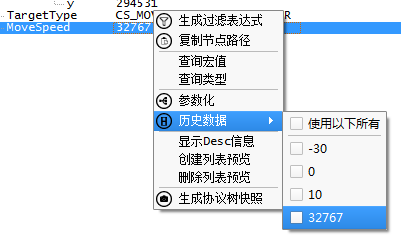 y 294531
TargetType CS_MOV R
MoveSpeed 32767
生成过滤表达式
复制节点路径
查询宏值
查询类型
参数化
历史数据
显示Desc信息
创建列表预览
删除列表预览
生成协议树快照
使用以下所有
-30
0
10
32767